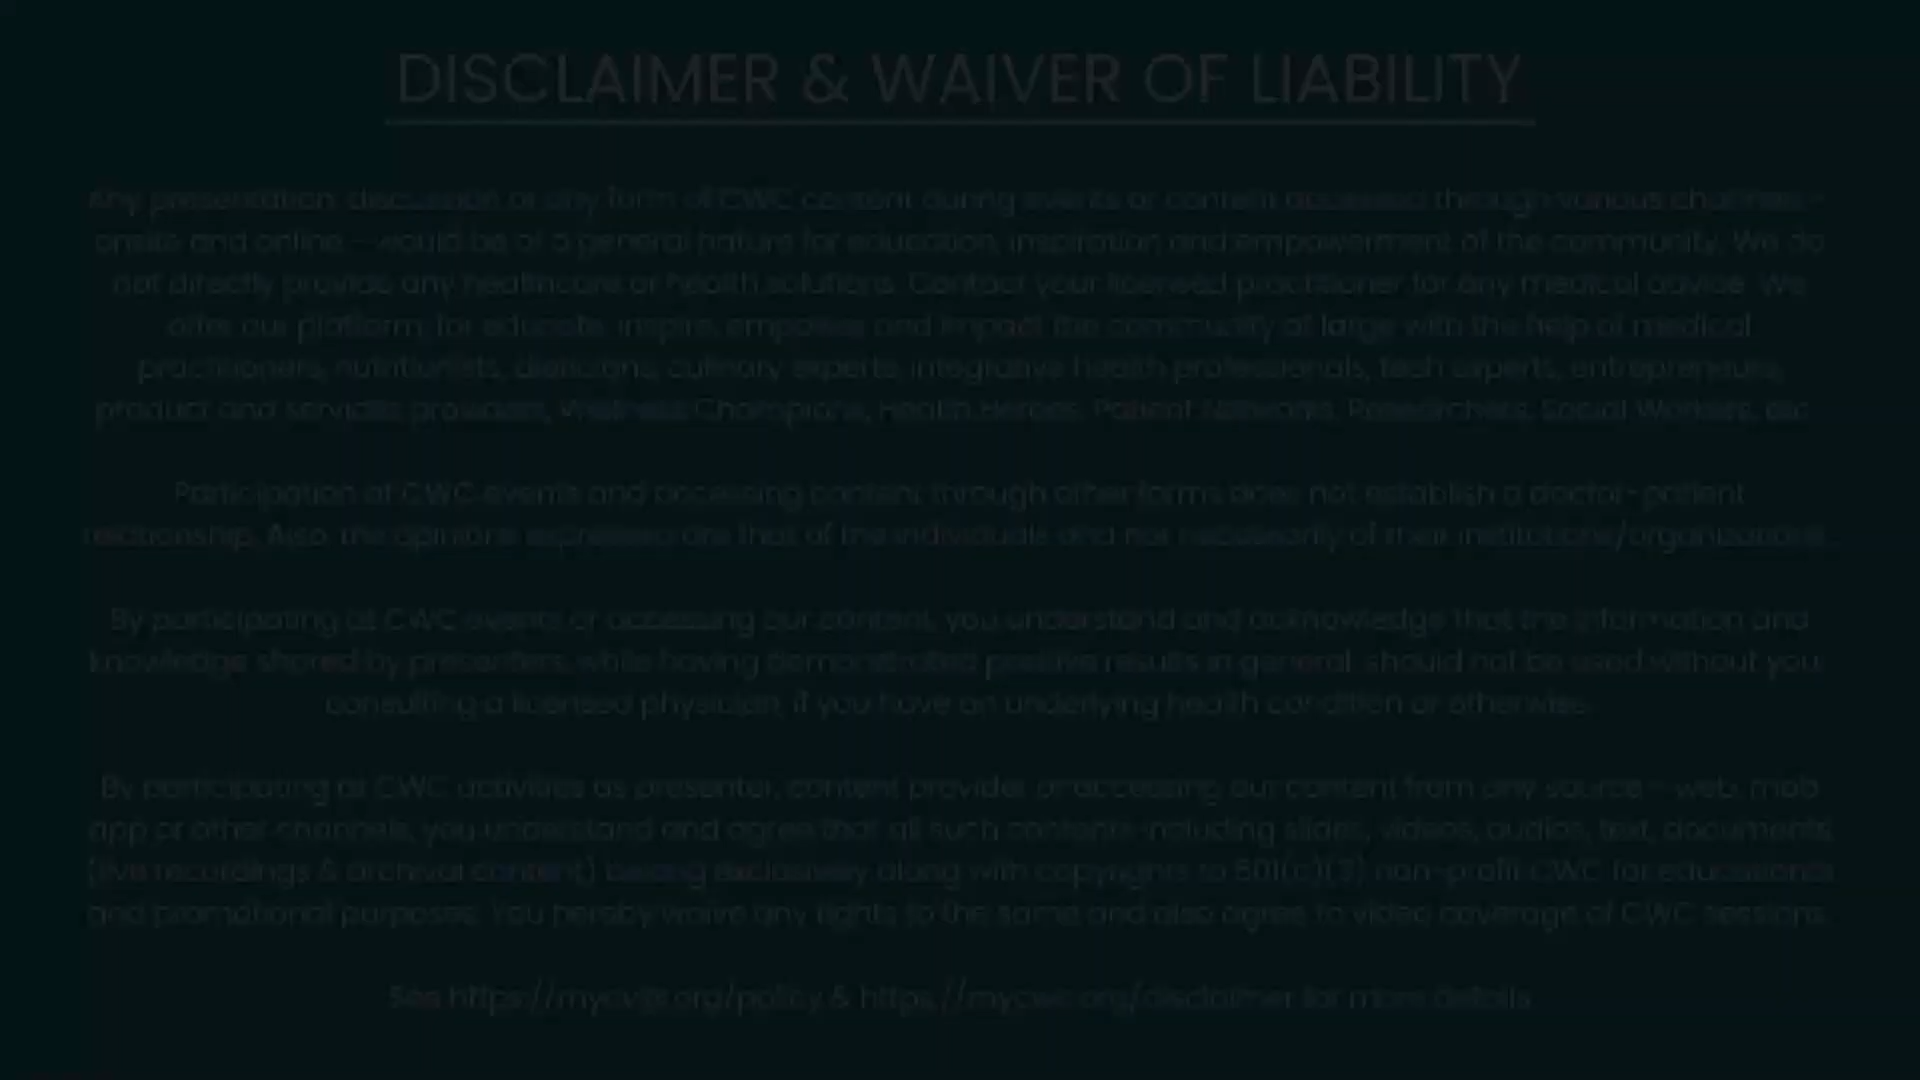 DISCLAIMER & WAIVER OF LIABILITY
Any presentation, discussion or any form of CWC content during events or content accessed through various channels -
onsite and online - would be of a general nature for education, inspiration and empowerment of the community. We do
not directly provide any healthcare or health solutions. Contact your licensed practitioner for any medical advice. We
offer our platform for educate, inspire, empower and impact the community at large with the help of medical
practitioners, nutritionists, dieticians, culinary experts, integrative health professionals, tech experts, entrepreneurs,
product and services providers, Wellness Champions, Health Heroes, Patient Networks, Researchers, Social Workers, etc.
Participation at CWC events and accessing content through other forms does not establish a doctor-patient
relationship. Also, the opinions expressed are that of the individuals and not necessarily of their institutions/organizations.
By participating at CWC events or accessing our content, you understand and acknowledge that the information and
knowledge shared by presenters, while having demonstrated positive results in general, should not be used without you
consulting a licensed physician, if you have an underlying health condition or otherwise.
By participating at CWC activities as presenter, content provider or accessing our content from any source - web, mob
app or other channels, you understand and agree that all such contents including slides, videos, audios, text, documents
(live recordings & archival content) belong exclusively along with copyrights to 501(c)(3) non-profit CWC for educational
and promotional purposes. You hereby waive any rights to the same and also agree to video coverage of CWC sessions.
See https://mycwc.org/policy & https://mycwc.org/disclaimer for more details